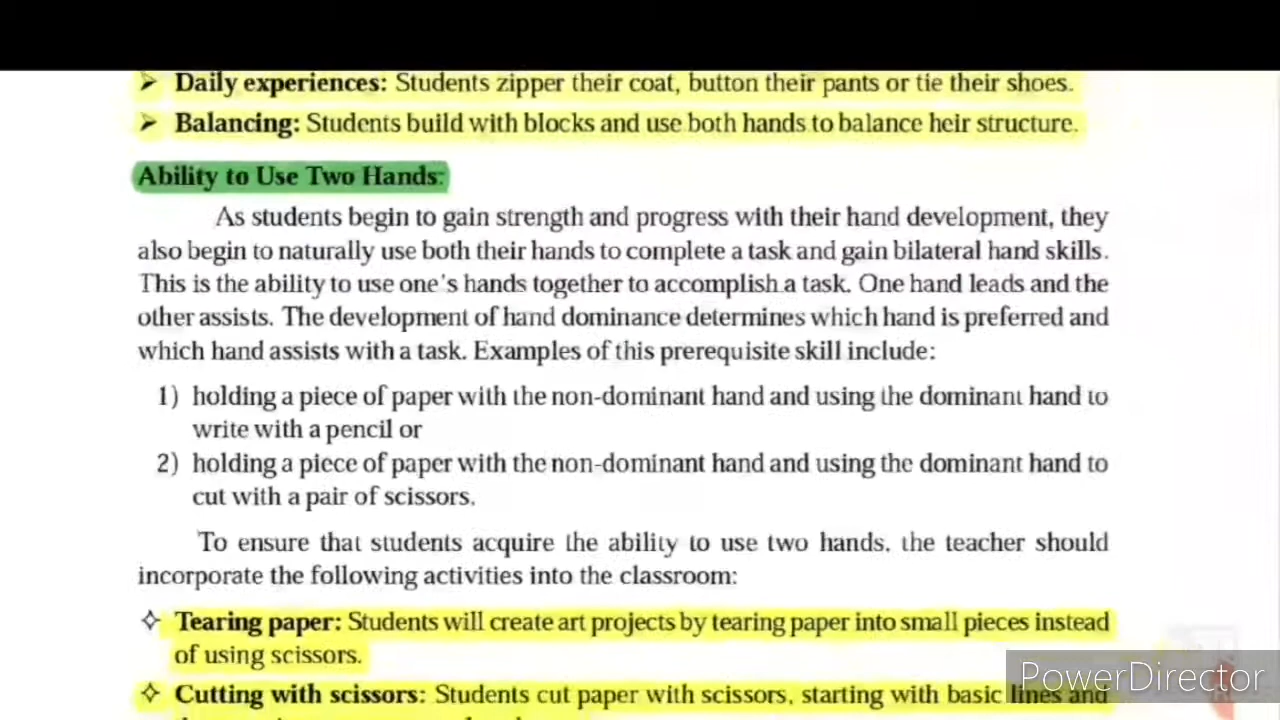 ➤ Daily experiences: Students zipper their coat, button their pants or tie their shoes.
➤ Balancing: Students build with blocks and use both hands to balance heir structure.
Ability to Use Two Hands:
As students begin to gain strength and progress with their hand development, they
also begin to naturally use both their hands to complete a task and gain bilateral hand skills.
This is the ability to use one's hands together to accomplish a task. One hand leads and the
other assists. The development of hand dominance determines which hand is preferred and
which hand assists with a task. Examples of this prerequisite skill include:
1) holding a piece of paper with the non-dominant hand and using the dominant hand to
write with a pencil or
2) holding a piece of paper with the non-dominant hand and using the dominant hand to
cut with a pair of scissors.
To ensure that students acquire the ability to use two hands, the teacher should
incorporate the following activities into the classroom:
✧ Tearing paper: Students will create art projects by tearing paper into small pieces instead
of using scissors.
✧ Cutting with scissors: Students cut paper with scissors, starting with basic lines and
PowerDirector